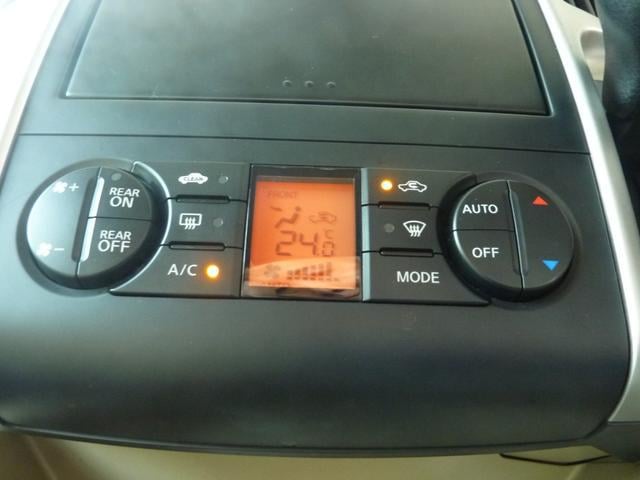 REAR
ON
REAR
OFF
CLEAN
A/C
FRONT
24.0
°C
AUTO
OFF
MODE